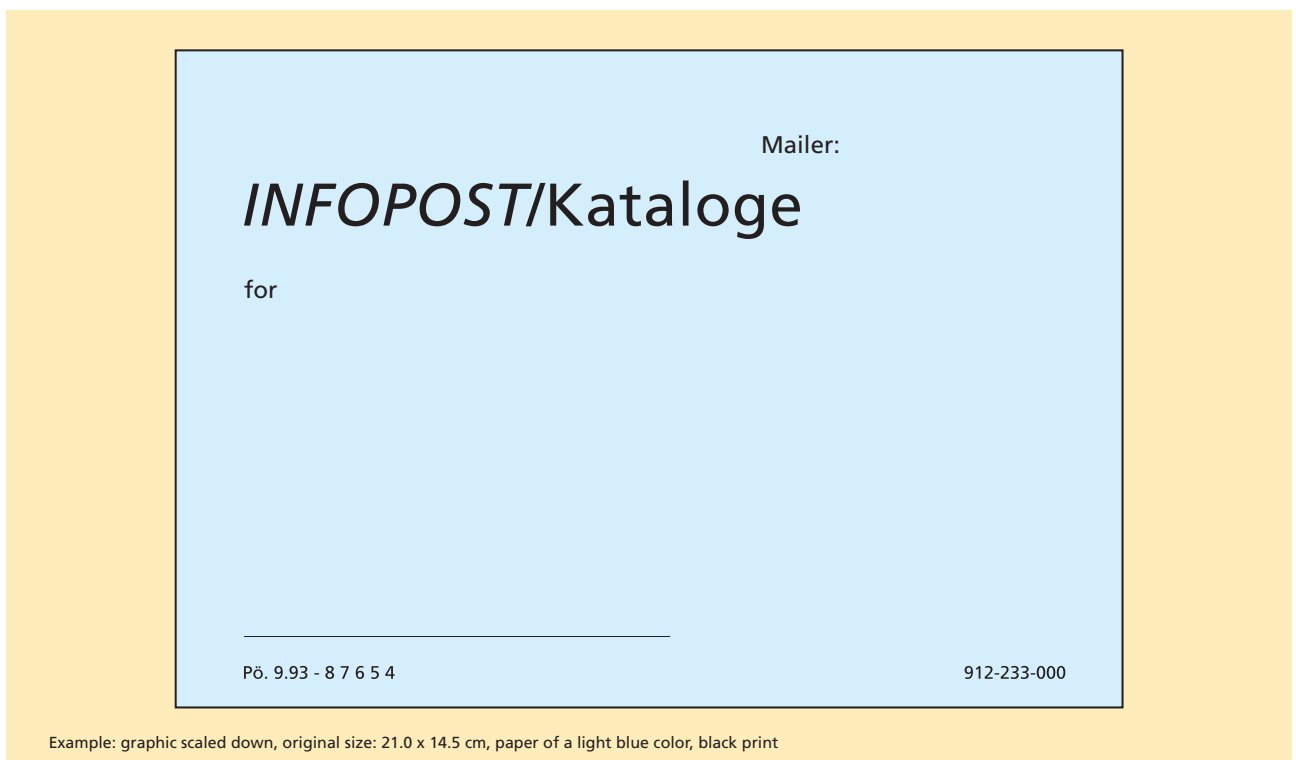 Mailer:
INFOPOST/Kataloge
for
Pö. 9.93 - 8 7 6 5 4
912-233-000
Example: graphic scaled down, original size: 21.0 x 14.5 cm, paper of a light blue color, black print